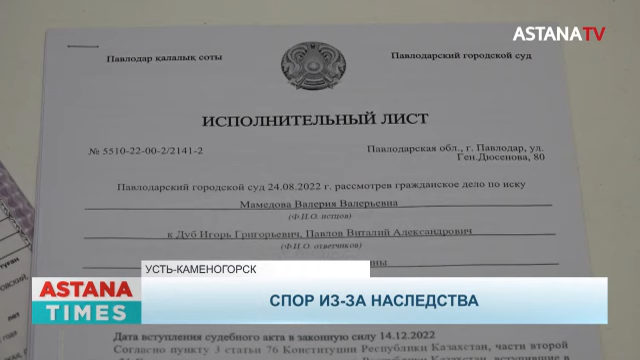 ASTANATV
Павлодар қалалық соты
Павлодарский городской суд
ИСПОЛНИТЕЛЬНЫЙ ЛИСТ
№ 5510-22-00-2/2141-2
Павлодарская обл., г. Павлодар, ул.
Ген.Дюсенова, 80
Павлодарский городской суд 24.08.2022 г. рассмотрев гражданское дело по иску
Мамедова Валерия Валерьевна
(Ф.И.О. истцов)
к Дуб Игорь Григорьевич, Павлов Виталий Александрович
(Ф.И.О. ответчиков)
УСТЬ-КАМЕНОГОРСК
ASTANA
TIMES
СПОР ИЗ-ЗА НАСЛЕДСТВА
Дата вступления судебного акта в законную силу 14.12.2022
Согласно пункту 3 статьи 76 Конституции Республики Казахстан, части второй